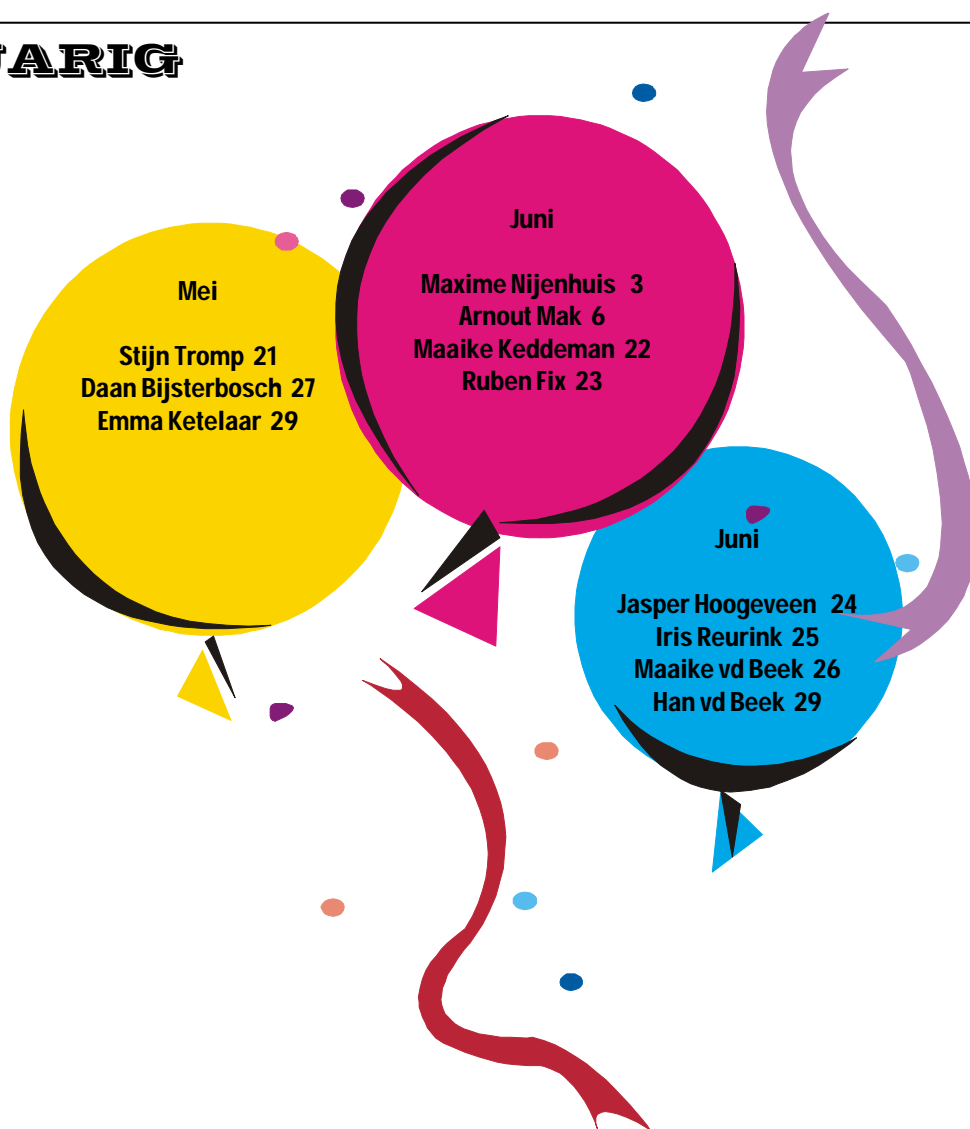 JARIG
Mei
Stijn Tromp 21
Daan Bijsterbosch 27
Emma Ketelaar 29
Juni
Maxime Nijenhuis 3
Arnout Mak 6
Maaike Keddeman 22
Ruben Fix 23
Juni
Jasper Hoogeveen 24
Iris Reurink 25
Maaike vd Beek 26
Han vd Beek 29